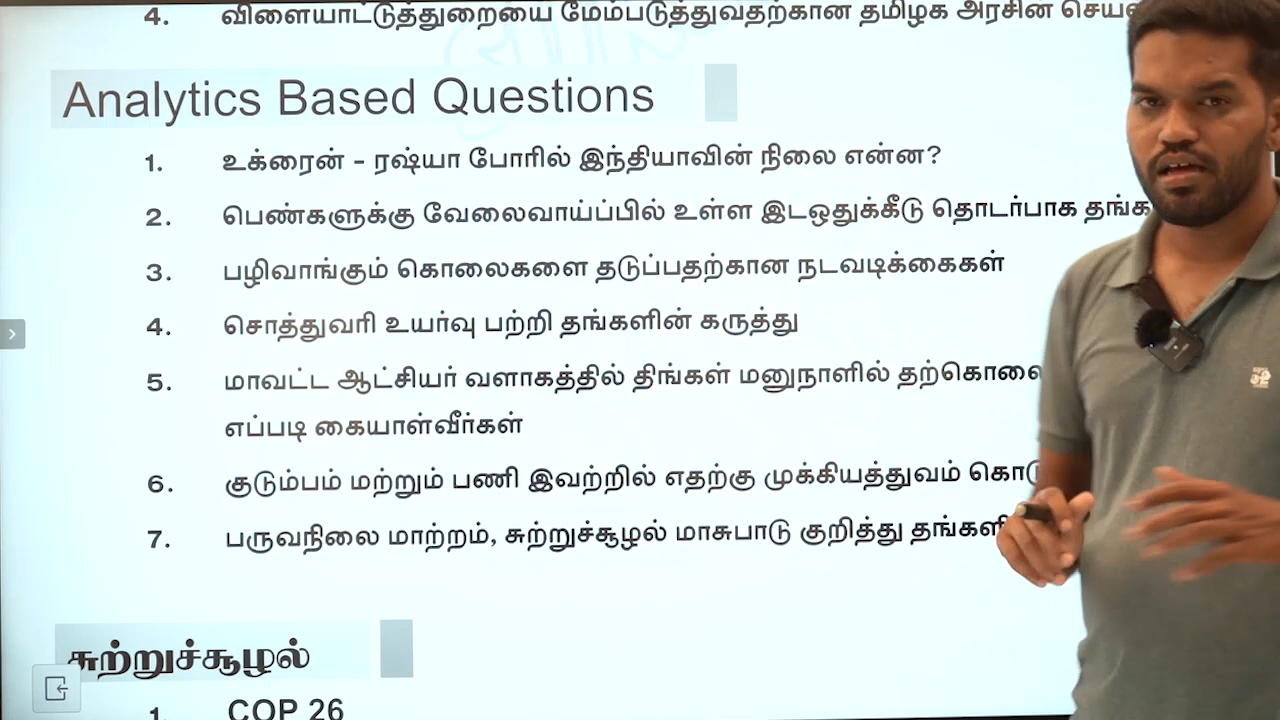 4. விளையாட்டுத்துறையை மேம்படுத்துவதற்கான தமிழக அரசின்
Analytics Based Questions
1. உக்ரைன் - ரஷ்யா போரில் இந்தியாவின் நிலை என்ன?
2. பெண்களுக்கு வேலைவாய்ப்பில் உள்ள இடஒதுக்கீடு தொடர்பாக
3. பழிவாங்கும் கொலைகளை தடுப்பதற்கான நடவடிக்கைகள்
4. சொத்துவரி உயர்வு பற்றி தங்களின் கருத்து
5. மாவட்ட ஆட்சியர் வளாகத்தில் திங்கள் மனுநாளில்
எப்படி கையாள்வீர்கள்
6. குடும்பம் மற்றும் பணி இவற்றில் எதற்கு முக்கியத்துவம்
7. பருவநிலை மாற்றம், சுற்றுச்சூழல் மாசுபாடு குறித்து
சுற்றுச்சூழல்
1. COP 26